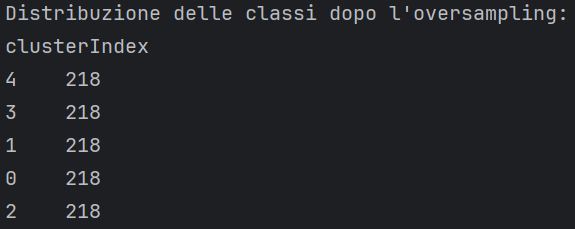 Distribuzione delle classi dopo l'oversampling:
clusterIndex
4    218
3    218
1    218
0    218
2    218